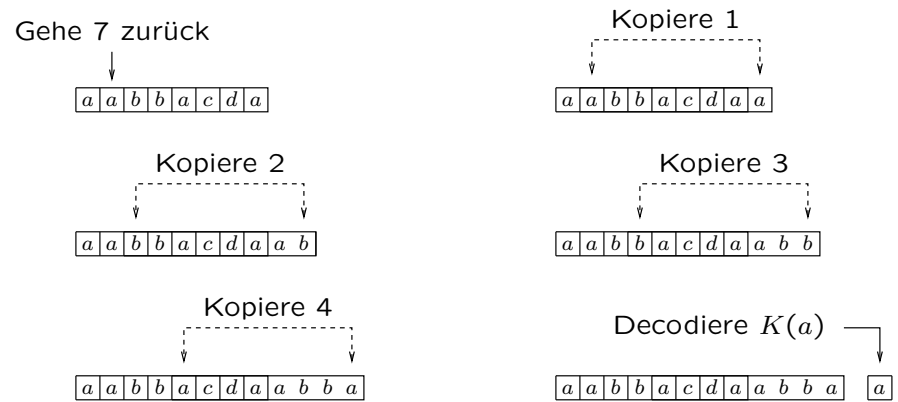 Gehe 7 zurück
a a b b a c d a
Kopiere 1
a a b b a c d a a
Kopiere 2
a a b b a c d a a b
Kopiere 3
a a b b a c d a a b b
Kopiere 4
a a b b a c d a a b b a
Decodiere K(a)
a a b b a c d a a b b a a